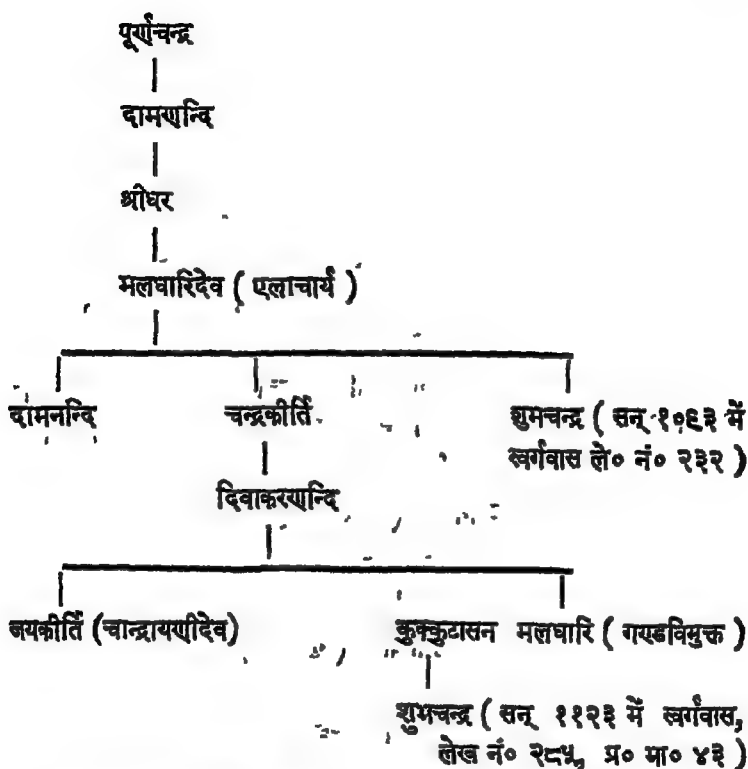 पूर्णचन्द्र
दामणन्दि
श्रीधर
मलधारिदेव ( एलाचार्य )
दामनन्दि चन्द्रकीर्ति शुभचन्द्र ( सन् १०६३ में
स्वर्गवास ले० नं० २३२ )
दिवाकरणन्दि
जयकीर्ति (चान्द्रायणीदेव) कुक्कुटासन मलधारि ( गण्डविमुक्त )
शुभचन्द्र ( सन् ११२३ में स्वर्गवास,
लेख नं० २८५, प्र० भा० ४३ )